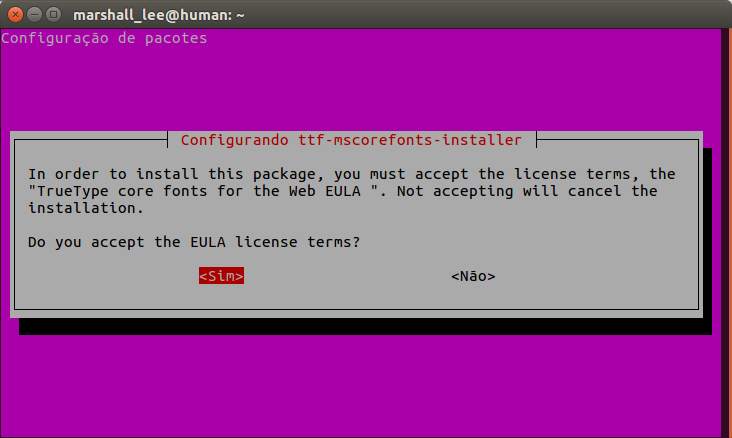 marshall_lee@human: ~
Configuração de pacotes
Configurando ttf-mscorefonts-installer
In order to install this package, you must accept the license terms, the
"TrueType core fonts for the Web EULA ". Not accepting will cancel the
installation.
Do you accept the EULA license terms?
<Sim> <Não>